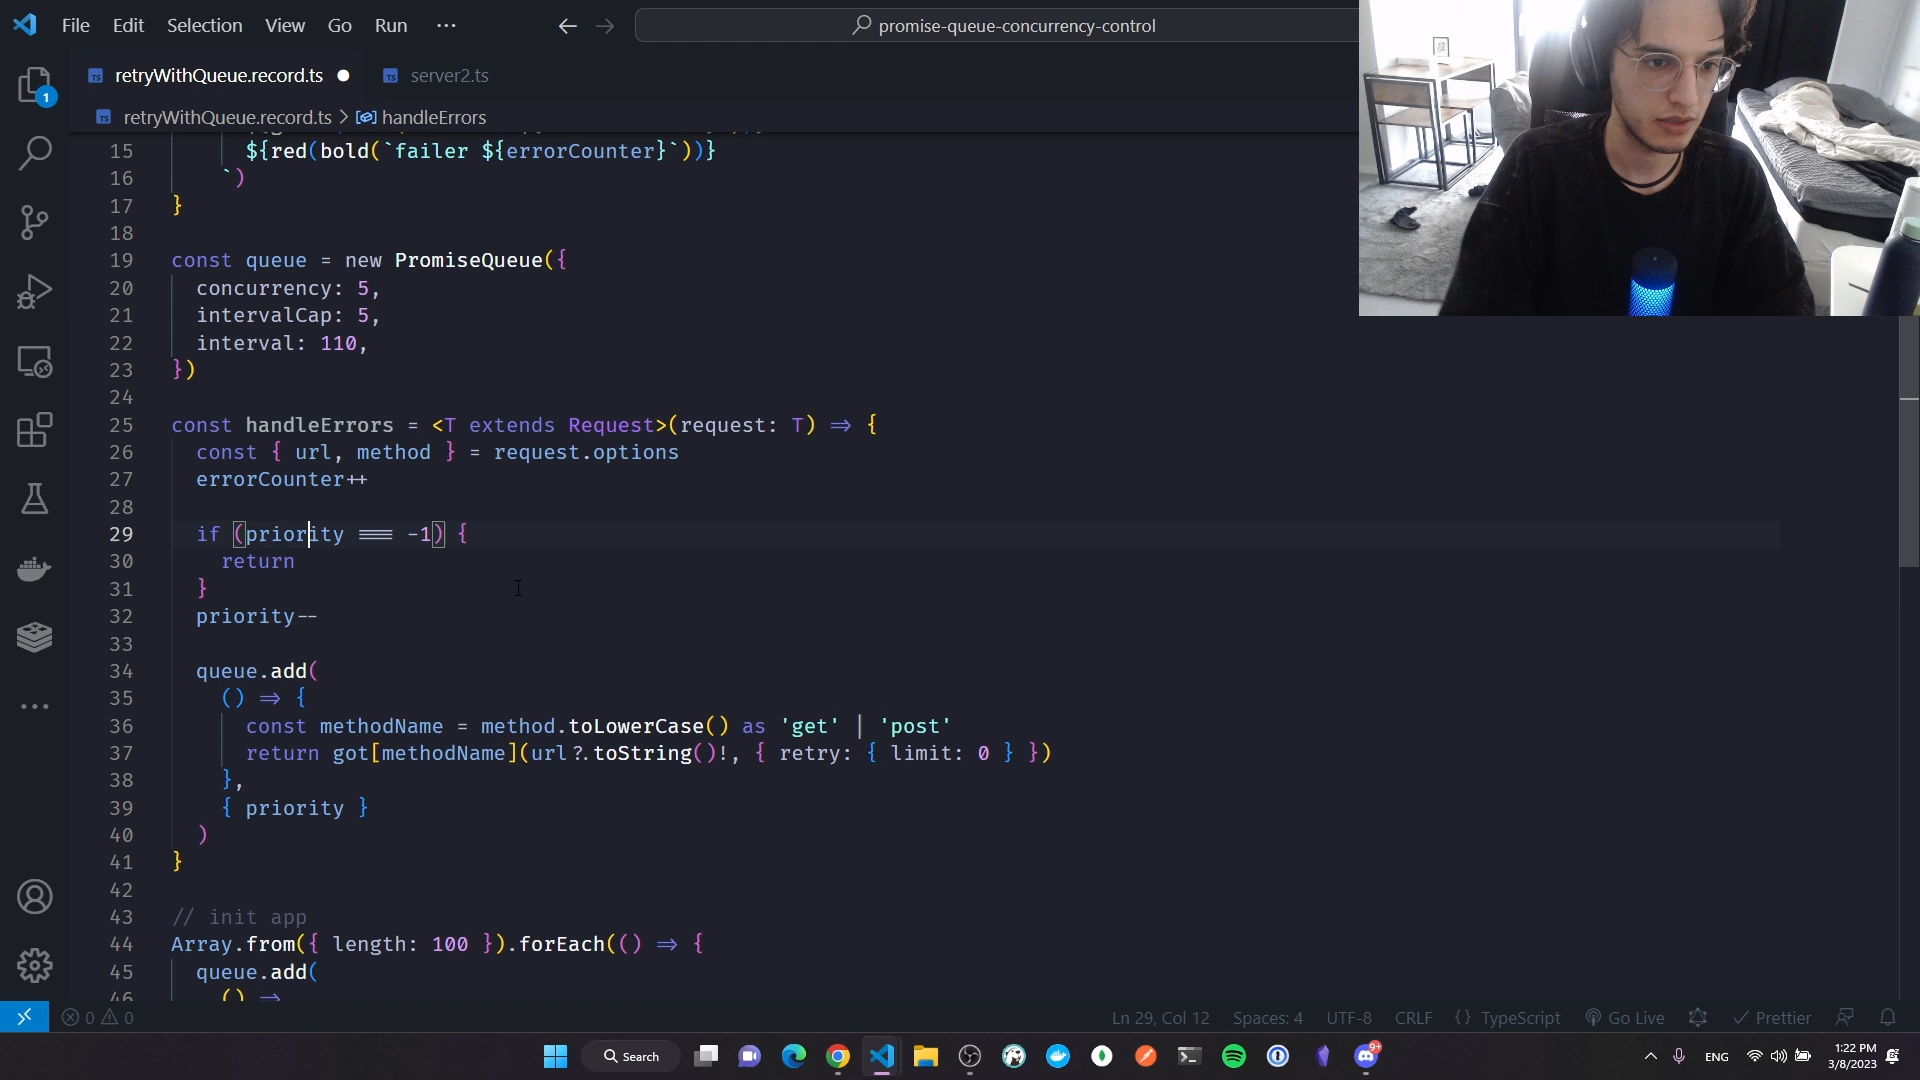 File Edit Selection View Go Run ···
promise-queue-concurrency-control
TS retryWithQueue.record.ts
TS server2.ts
TS retryWithQueue.record.ts > handleErrors
1
15 ${red(bold(`failer ${errorCounter}`))}
16 `)
17 }
18
19 const queue = new PromiseQueue({
20 concurrency: 5,
21 intervalCap: 5,
22 interval: 110,
23 })
24
25 const handleErrors = <T extends Request>(request: T) => {
26 const { url, method } = request.options
27 errorCounter++
28
29 if (priority === -1) {
30 return
31 }
32 priority--
33
34 queue.add(
35 () => {
36 const methodName = method.toLowerCase() as 'get' | 'post'
37 return got[methodName](url?.toString()!, { retry: { limit: 0 } })
38 },
39 { priority }
40 )
41 }
42
43 // init app
44 Array.from({ length: 100 }).forEach(() => {
45 queue.add(
46 () =>
0 0
Ln 29, Col 12 Spaces: 4 UTF-8 CRLF {} TypeScript Go Live Prettier
Search
9+
ENG
1:22 PM
3/8/2023